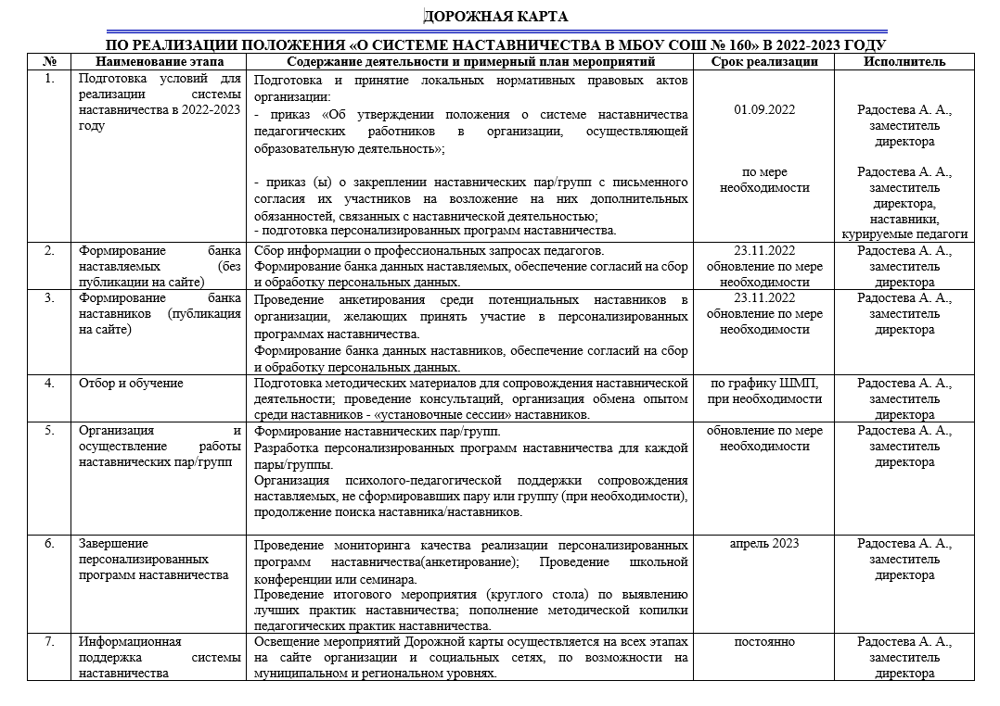 ДОРОЖНАЯ КАРТА
ПО РЕАЛИЗАЦИИ ПОЛОЖЕНИЯ «О СИСТЕМЕ НАСТАВНИЧЕСТВА В МБОУ СОШ № 160» В 2022-2023 ГОДУ
№ Наименование этапа Содержание деятельности и примерный план мероприятий Срок реализации Исполнитель
1.
Подготовка условий для
реализации системы
наставничества в 2022-2023
году
Подготовка и принятие локальных нормативных правовых актов
организации:
- приказ «Об утверждении положения о системе наставничества
педагогических работников в организации, осуществляющей
образовательную деятельность»;
- приказ (ы) о закреплении наставнических пар/групп с письменного
согласия их участников на возложение на них дополнительных
обязанностей, связанных с наставнической деятельностью;
- подготовка персонализированных программ наставничества.
01.09.2022
по мере
необходимости
Радостева А. А.,
заместитель
директора
Радостева А. А.,
заместитель
директора,
наставники,
курируемые педагоги
2.
Формирование банка
наставляемых (без
публикации на сайте)
Сбор информации о профессиональных запросах педагогов.
Формирование банка данных наставляемых, обеспечение согласий на сбор
и обработку персональных данных.
23.11.2022
обновление по мере
необходимости
Радостева А. А.,
заместитель
директора
3.
Формирование банка
наставников (публикация
на сайте)
Проведение анкетирования среди потенциальных наставников в
организации, желающих принять участие в персонализированных
программах наставничества.
Формирование банка данных наставников, обеспечение согласий на сбор
и обработку персональных данных.
23.11.2022
обновление по мере
необходимости
Радостева А. А.,
заместитель
директора
4.
Отбор и обучение
Подготовка методических материалов для сопровождения наставнической
деятельности; проведение консультаций, организация обмена опытом
среди наставников - «установочные сессии» наставников.
по графику ШМП,
при необходимости
Радостева А. А.,
заместитель
директора
5.
Организация и
осуществление работы
наставнических пар/групп
Формирование наставнических пар/групп.
Разработка персонализированных программ наставничества для каждой
пары/группы.
Организация психолого-педагогической поддержки сопровождения
наставляемых, не сформировавших пару или группу (при необходимости),
продолжение поиска наставника/наставников.
обновление по мере
необходимости
Радостева А. А.,
заместитель
директора
6.
Завершение
персонализированных
программ наставничества
Проведение мониторинга качества реализации персонализированных
программ наставничества(анкетирование); Проведение школьной
конференции или семинара.
Проведение итогового мероприятия (круглого стола) по выявлению
лучших практик наставничества; пополнение методической копилки
педагогических практик наставничества.
апрель 2023
Радостева А. А.,
заместитель
директора
7.
Информационная
поддержка системы
наставничества
Освещение мероприятий Дорожной карты осуществляется на всех этапах
на сайте организации и социальных сетях, по возможности на
муниципальном и региональном уровнях.
постоянно
Радостева А. А.,
заместитель
директора